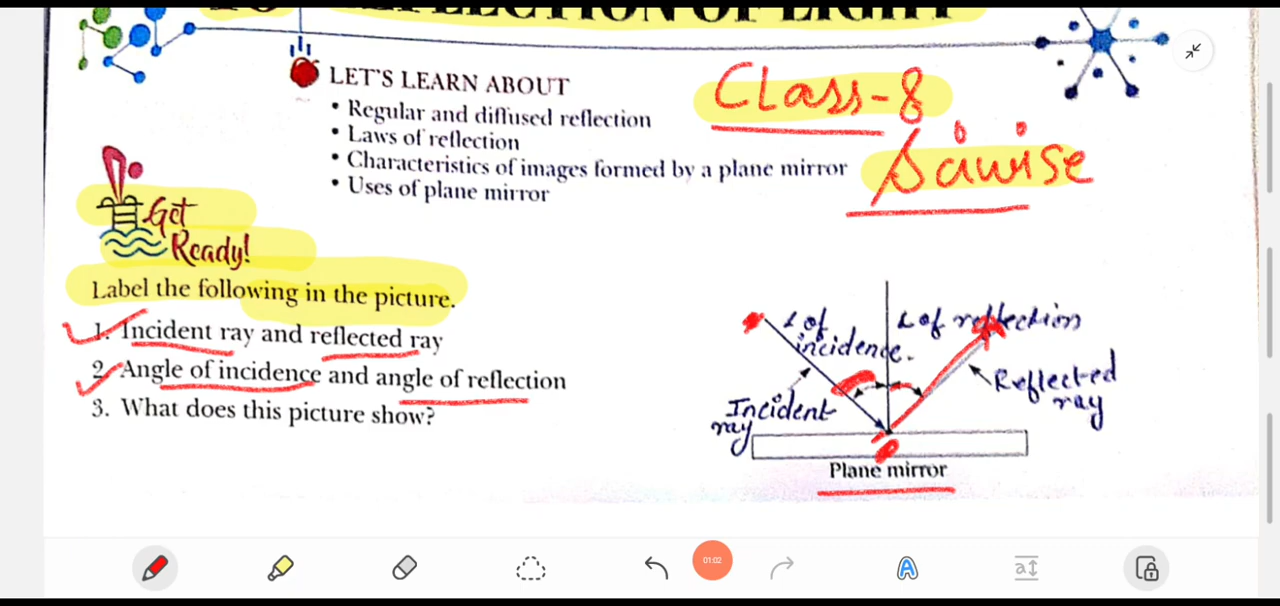 REFLECTION OF LIGHT
LET'S LEARN ABOUT
• Regular and diffused reflection
• Laws of reflection
• Characteristics of images formed by a plane mirror
• Uses of plane mirror
Class-8
Get
Ready!
Label the following in the picture.
1. Incident ray and reflected ray
2. Angle of incidence and angle of reflection
3. What does this picture show?
∠ of
incidence.
∠ of reflection
Incident
ray
Reflected
ray
Plane mirror
01:02
A
a